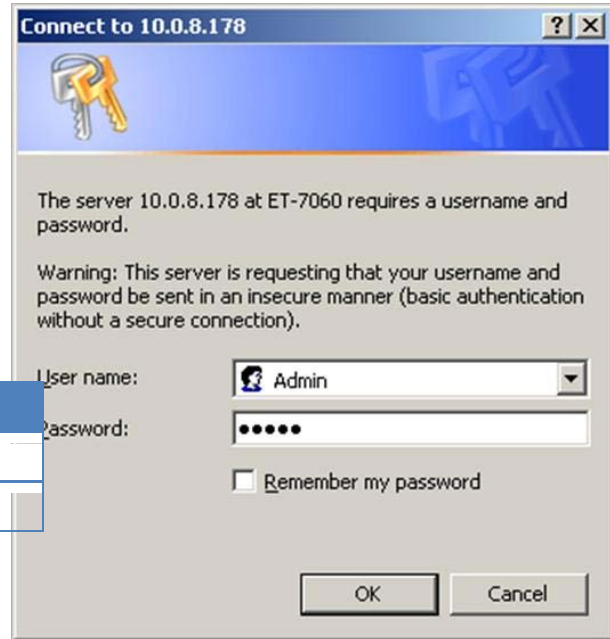 Connect to 10.0.8.178
The server 10.0.8.178 at ET-7060 requires a username and
password.
Warning: This server is requesting that your username and
password be sent in an insecure manner (basic authentication
without a secure connection).
User name:
Admin
Password:
•••••
Remember my password
OK
Cancel